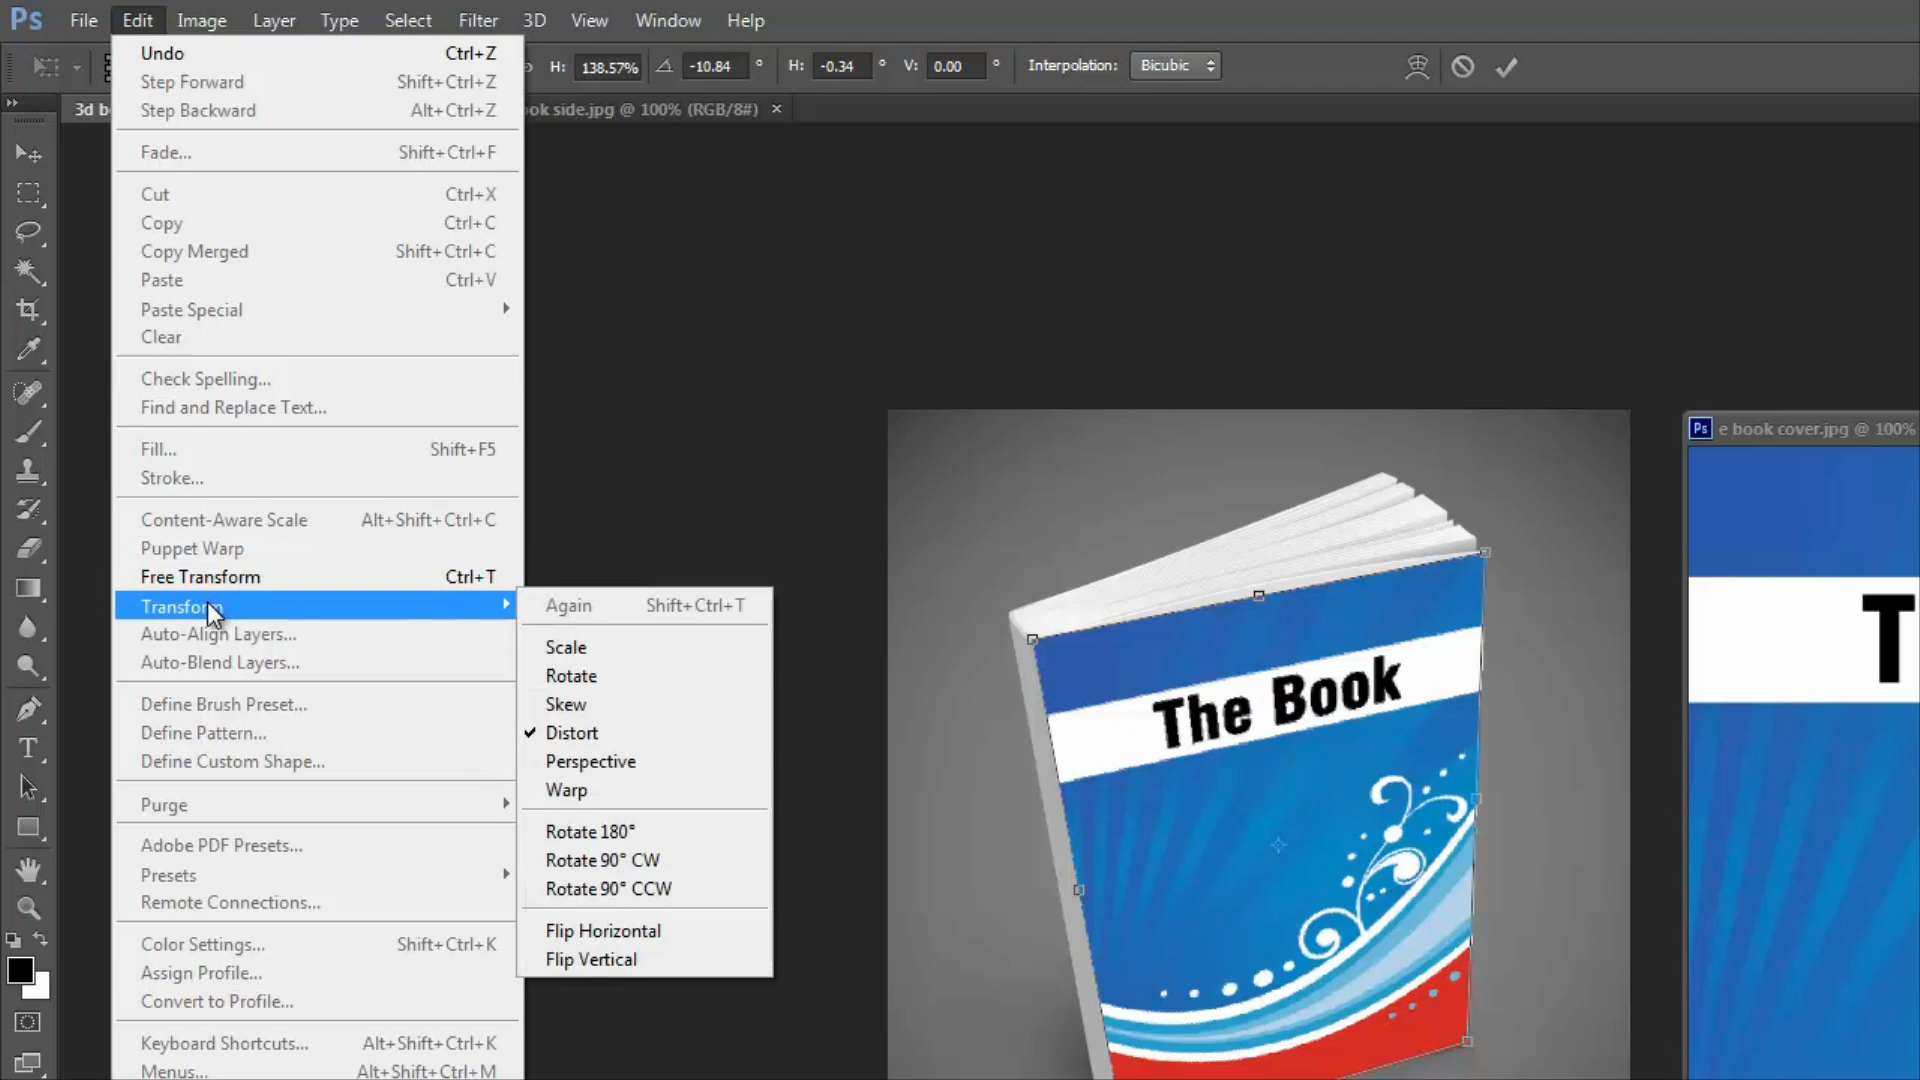 Ps File Edit Image Layer Type Select Filter 3D View Window Help
H: 138.57% -10.84 ° H: -0.34 ° V: 0.00 ° Interpolation: Bicubic
3d b ok side.jpg @ 100% (RGB/8#) ×
Undo Ctrl+Z
Step Forward Shift+Ctrl+Z
Step Backward Alt+Ctrl+Z
Fade... Shift+Ctrl+F
Cut Ctrl+X
Copy Ctrl+C
Copy Merged Shift+Ctrl+C
Paste Ctrl+V
Paste Special
Clear
Check Spelling...
Find and Replace Text...
Fill... Shift+F5
Stroke...
Content-Aware Scale Alt+Shift+Ctrl+C
Puppet Warp
Free Transform Ctrl+T
Transform
Auto-Align Layers...
Auto-Blend Layers...
Define Brush Preset...
Define Pattern...
Define Custom Shape...
Purge
Adobe PDF Presets...
Presets
Remote Connections...
Color Settings... Shift+Ctrl+K
Assign Profile...
Convert to Profile...
Keyboard Shortcuts... Alt+Shift+Ctrl+K
Menus... Alt+Shift+Ctrl+M
Again Shift+Ctrl+T
Scale
Rotate
Skew
Distort
Perspective
Warp
Rotate 180°
Rotate 90° CW
Rotate 90° CCW
Flip Horizontal
Flip Vertical
The Book
Ps e book cover.jpg @ 100%
T